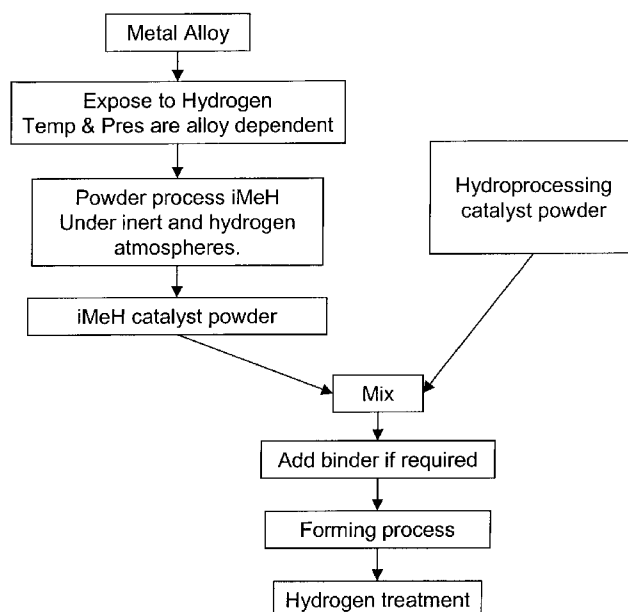 Metal Alloy
Expose to Hydrogen
Temp & Pres are alloy dependent
Powder process iMeH
Under inert and hydrogen
atmospheres.
Hydroprocessing
catalyst powder
iMeH catalyst powder
Mix
Add binder if required
Forming process
Hydrogen treatment